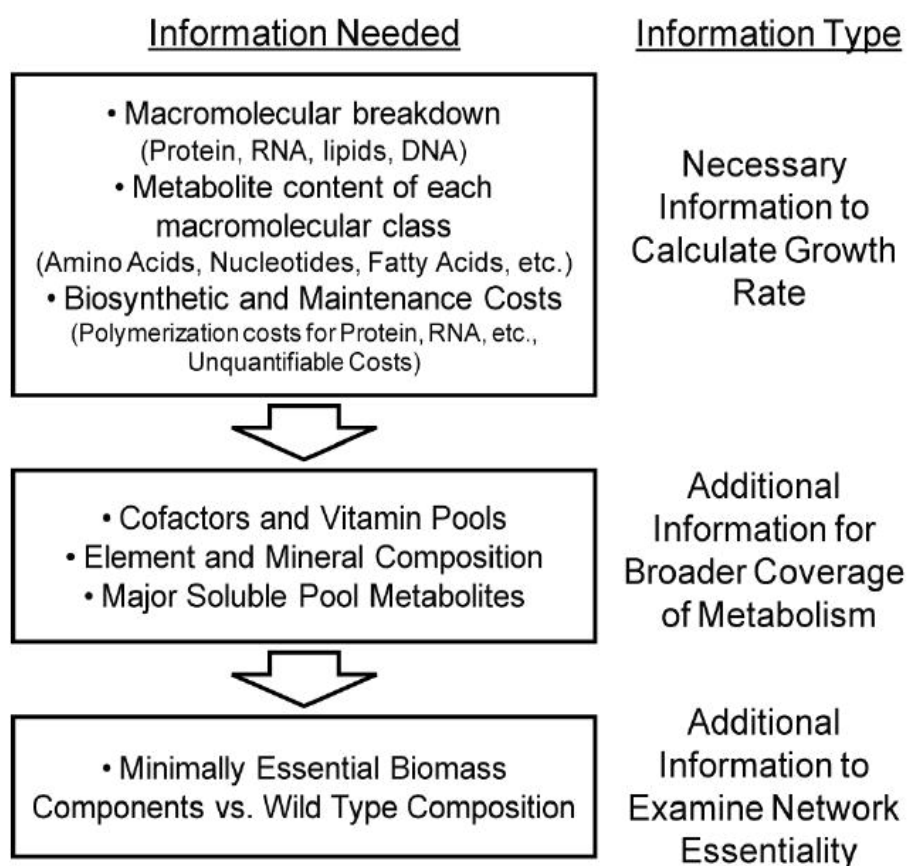 Information Needed
Information Type
• Macromolecular breakdown
(Protein, RNA, lipids, DNA)
• Metabolite content of each
macromolecular class
(Amino Acids, Nucleotides, Fatty Acids, etc.)
• Biosynthetic and Maintenance Costs
(Polymerization costs for Protein, RNA, etc.,
Unquantifiable Costs)
Necessary
Information to
Calculate Growth
Rate
• Cofactors and Vitamin Pools
• Element and Mineral Composition
• Major Soluble Pool Metabolites
Additional
Information for
Broader Coverage
of Metabolism
• Minimally Essential Biomass
Components vs. Wild Type Composition
Additional
Information to
Examine Network
Essentiality